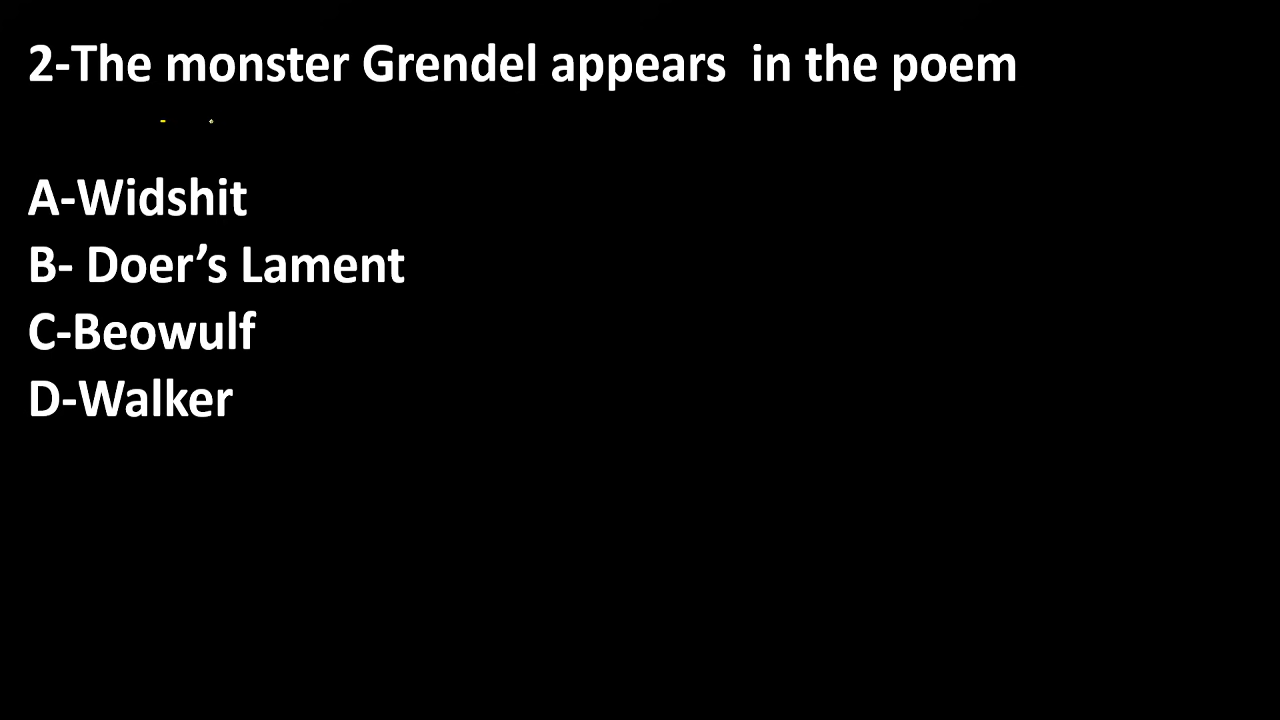 2-The monster Grendel appears  in the poem
A-Widshit
B- Doer’s Lament
C-Beowulf
D-Walker